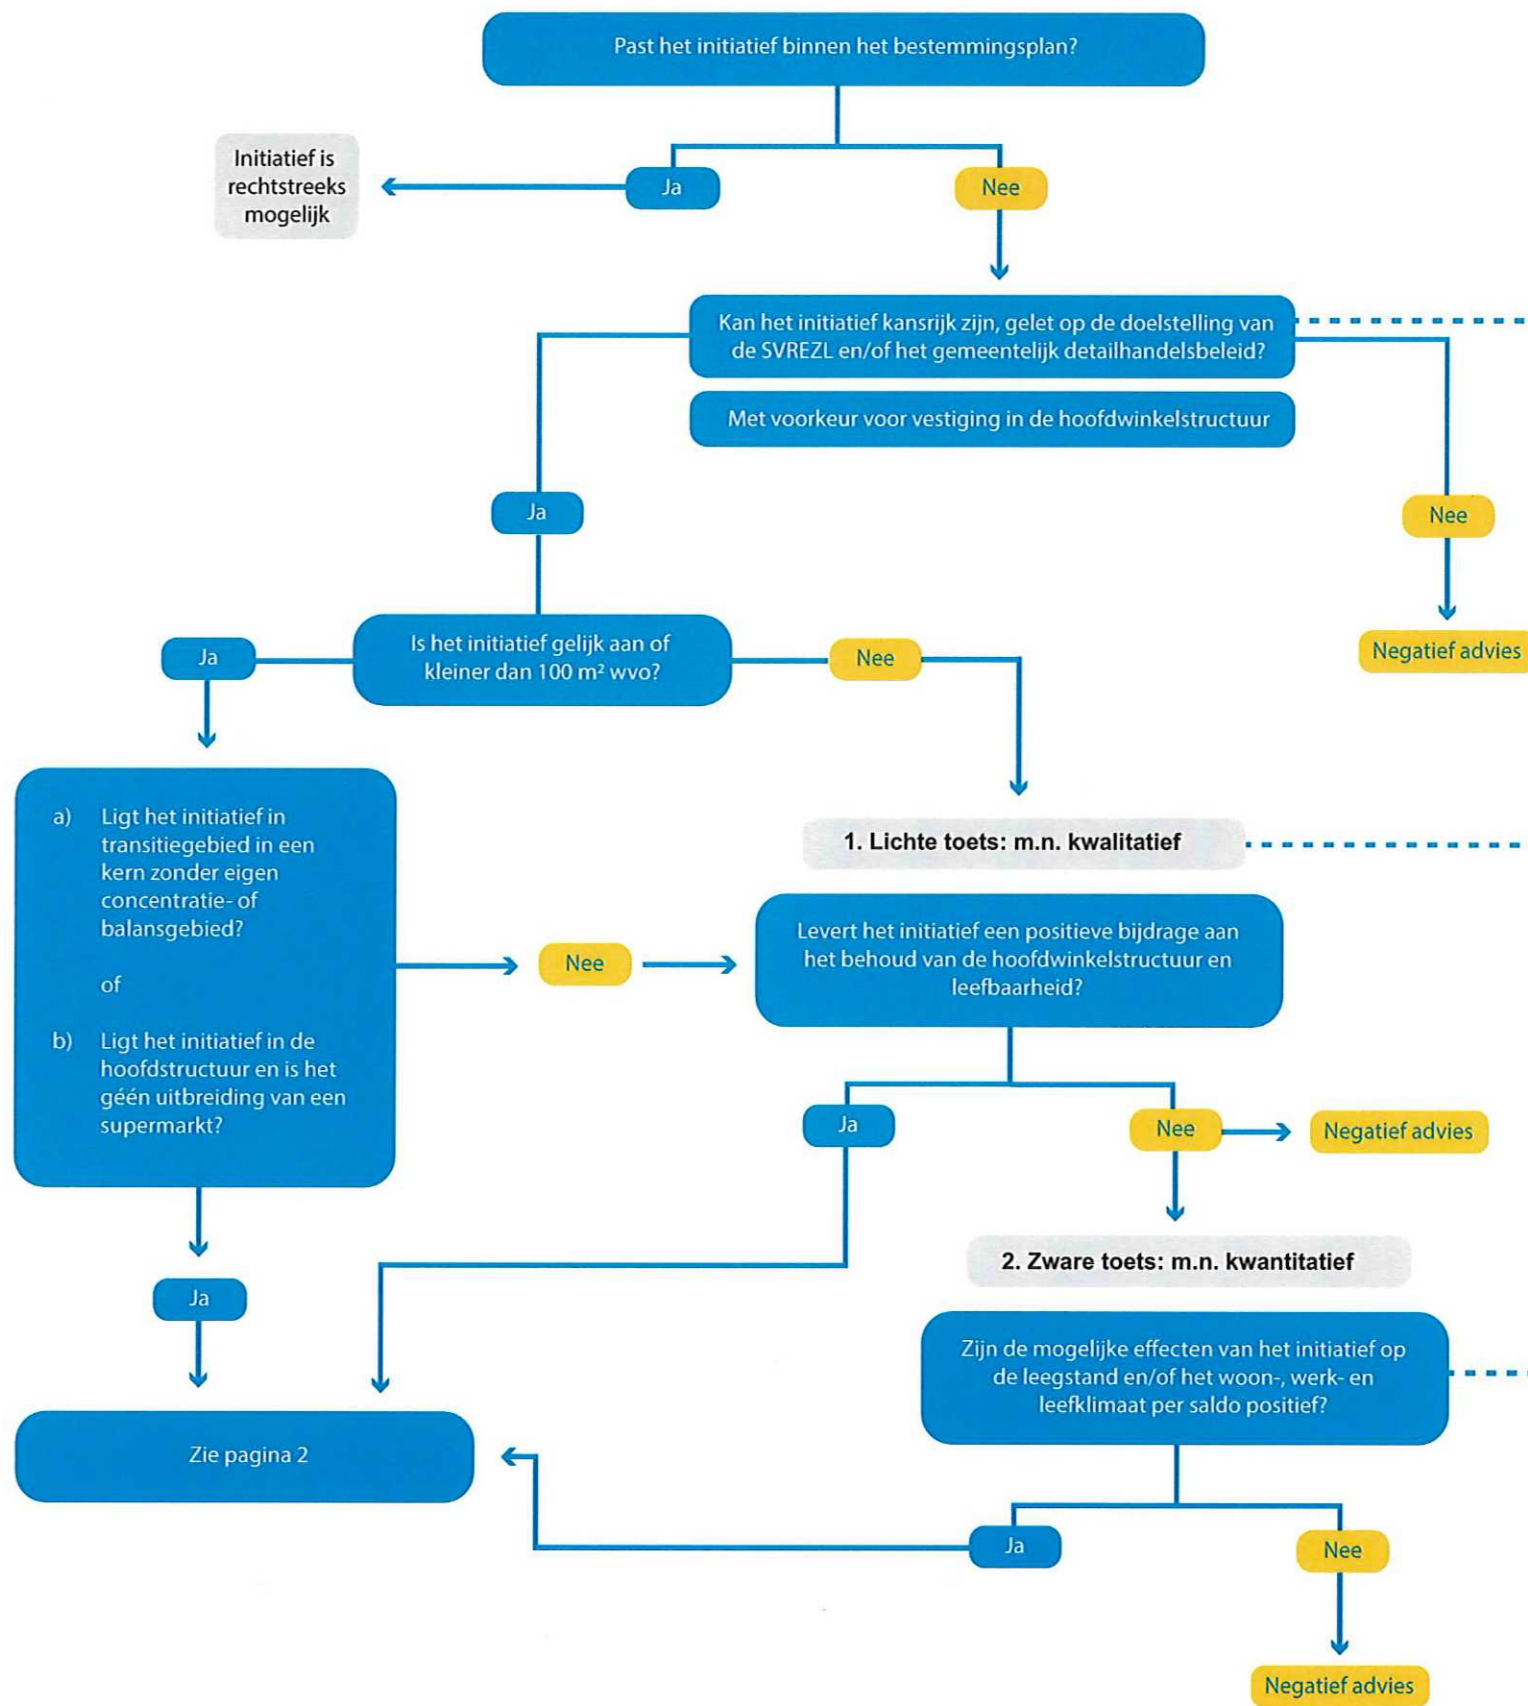 Past het initiatief binnen het bestemmingsplan?
Initiatief is
rechtstreeks
mogelijk
Ja
Nee
Kan het initiatief kansrijk zijn, gelet op de doelstelling van
de SVREZL en/of het gemeentelijk detailhandelsbeleid?
Met voorkeur voor vestiging in de hoofdwinkelstructuur
Ja
Nee
Negatief advies
Ja
Is het initiatief gelijk aan of
kleiner dan 100 m² wvo?
Nee
a) Ligt het initiatief in
transitiegebied in een
kern zonder eigen
concentratie- of
balansgebied?
of
b) Ligt het initiatief in de
hoofdstructuur en is het
géén uitbreiding van een
supermarkt?
Nee
1. Lichte toets: m.n. kwalitatief
Levert het initiatief een positieve bijdrage aan
het behoud van de hoofdwinkelstructuur en
leefbaarheid?
Ja
Nee
Negatief advies
2. Zware toets: m.n. kwantitatief
Ja
Zijn de mogelijke effecten van het initiatief op
de leegstand en/of het woon-, werk- en
leefklimaat per saldo positief?
Zie pagina 2
Ja
Nee
Negatief advies